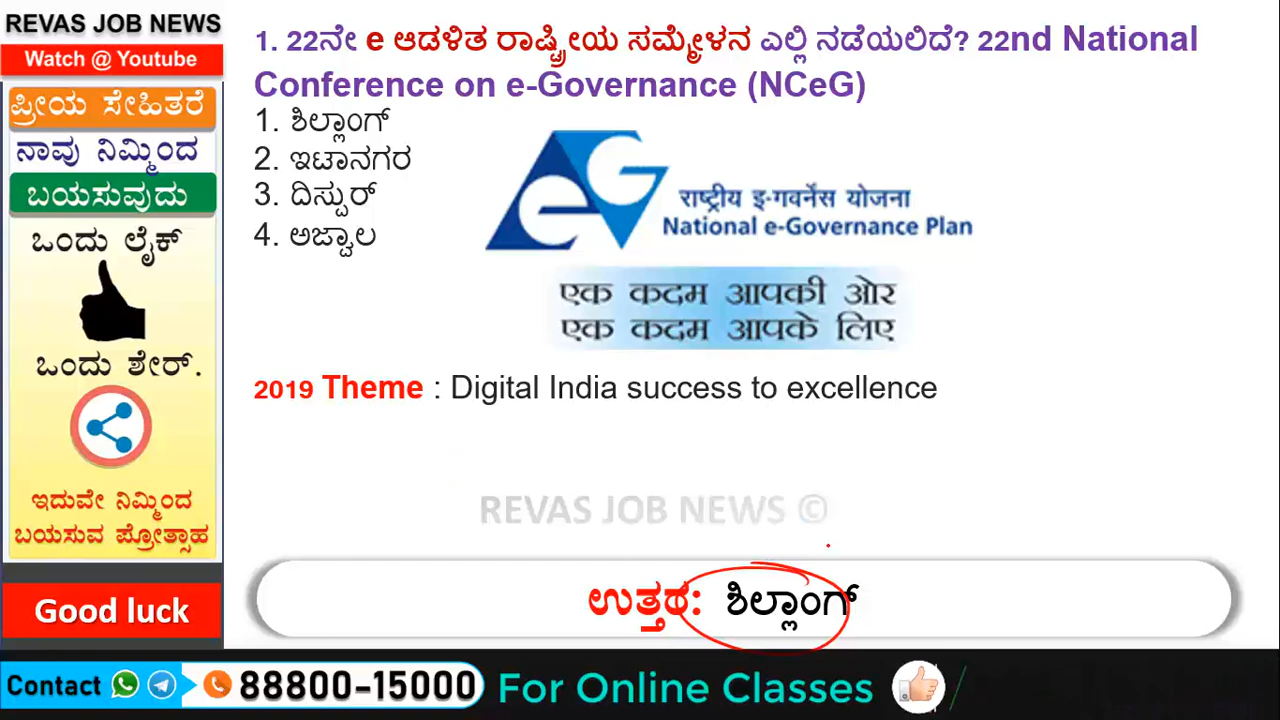 REVAS JOB NEWS
Watch @ Youtube
ಪ್ರೀಯ ಸೇಹಿತರೆ
ನಾವು ನಿಮ್ಮಿಂದ
ಬಯಸುವುದು
ಒಂದು ಲೈಕ್
ಒಂದು ಶೇರ್.
ಇದುವೇ ನಿಮ್ಮಿಂದ
ಬಯಸುವ ಪ್ರೋತ್ಸಾಹ
Good luck
1. 22ನೇ e ಆಡಳಿತ ರಾಷ್ಟ್ರೀಯ ಸಮ್ಮೇಳನ ಎಲ್ಲಿ ನಡೆಯಲಿದೆ? 22nd National
Conference on e-Governance (NCeG)
1. ಶಿಲ್ಲಾಂಗ್
2. ಇಟಾನಗರ
3. ದಿಸ್ಪುರ್
4. ಅಜ್ವಾಲ
eG
राष्ट्रीय इ-गवर्नेस योजना
National e-Governance Plan
एक कदम आपकी ओर
एक कदम आपके लिए
2019 Theme : Digital India success to excellence
REVAS JOB NEWS ©
ಉತ್ತರ: ಶಿಲ್ಲಾಂಗ್
Contact 88800-15000 For Online Classes